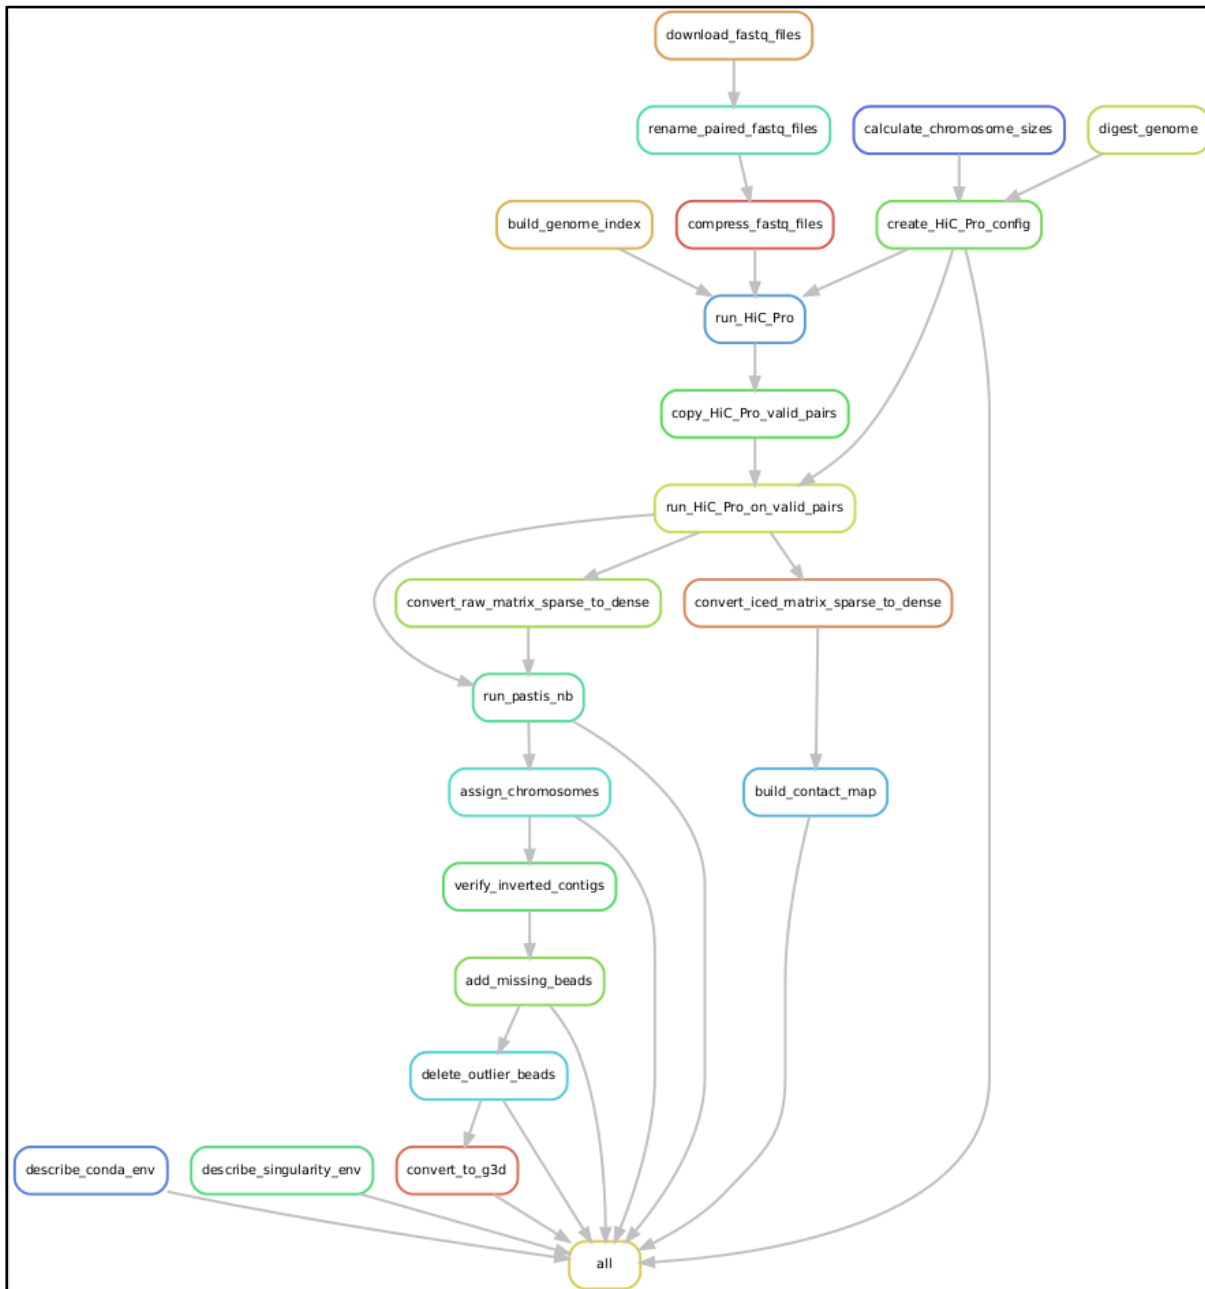 download_fastq_files
rename_paired_fastq_files
calculate_chromosome_sizes
digest_genome
build_genome_index
compress_fastq_files
create_HiC_Pro_config
run_HiC_Pro
copy_HiC_Pro_valid_pairs
run_HiC_Pro_on_valid_pairs
convert_raw_matrix_sparse_to_dense
convert_iced_matrix_sparse_to_dense
run_pastis_nb
assign_chromosomes
build_contact_map
verify_inverted_contigs
add_missing_beads
delete_outlier_beads
describe_conda_env
describe_singularity_env
convert_to_g3d
all